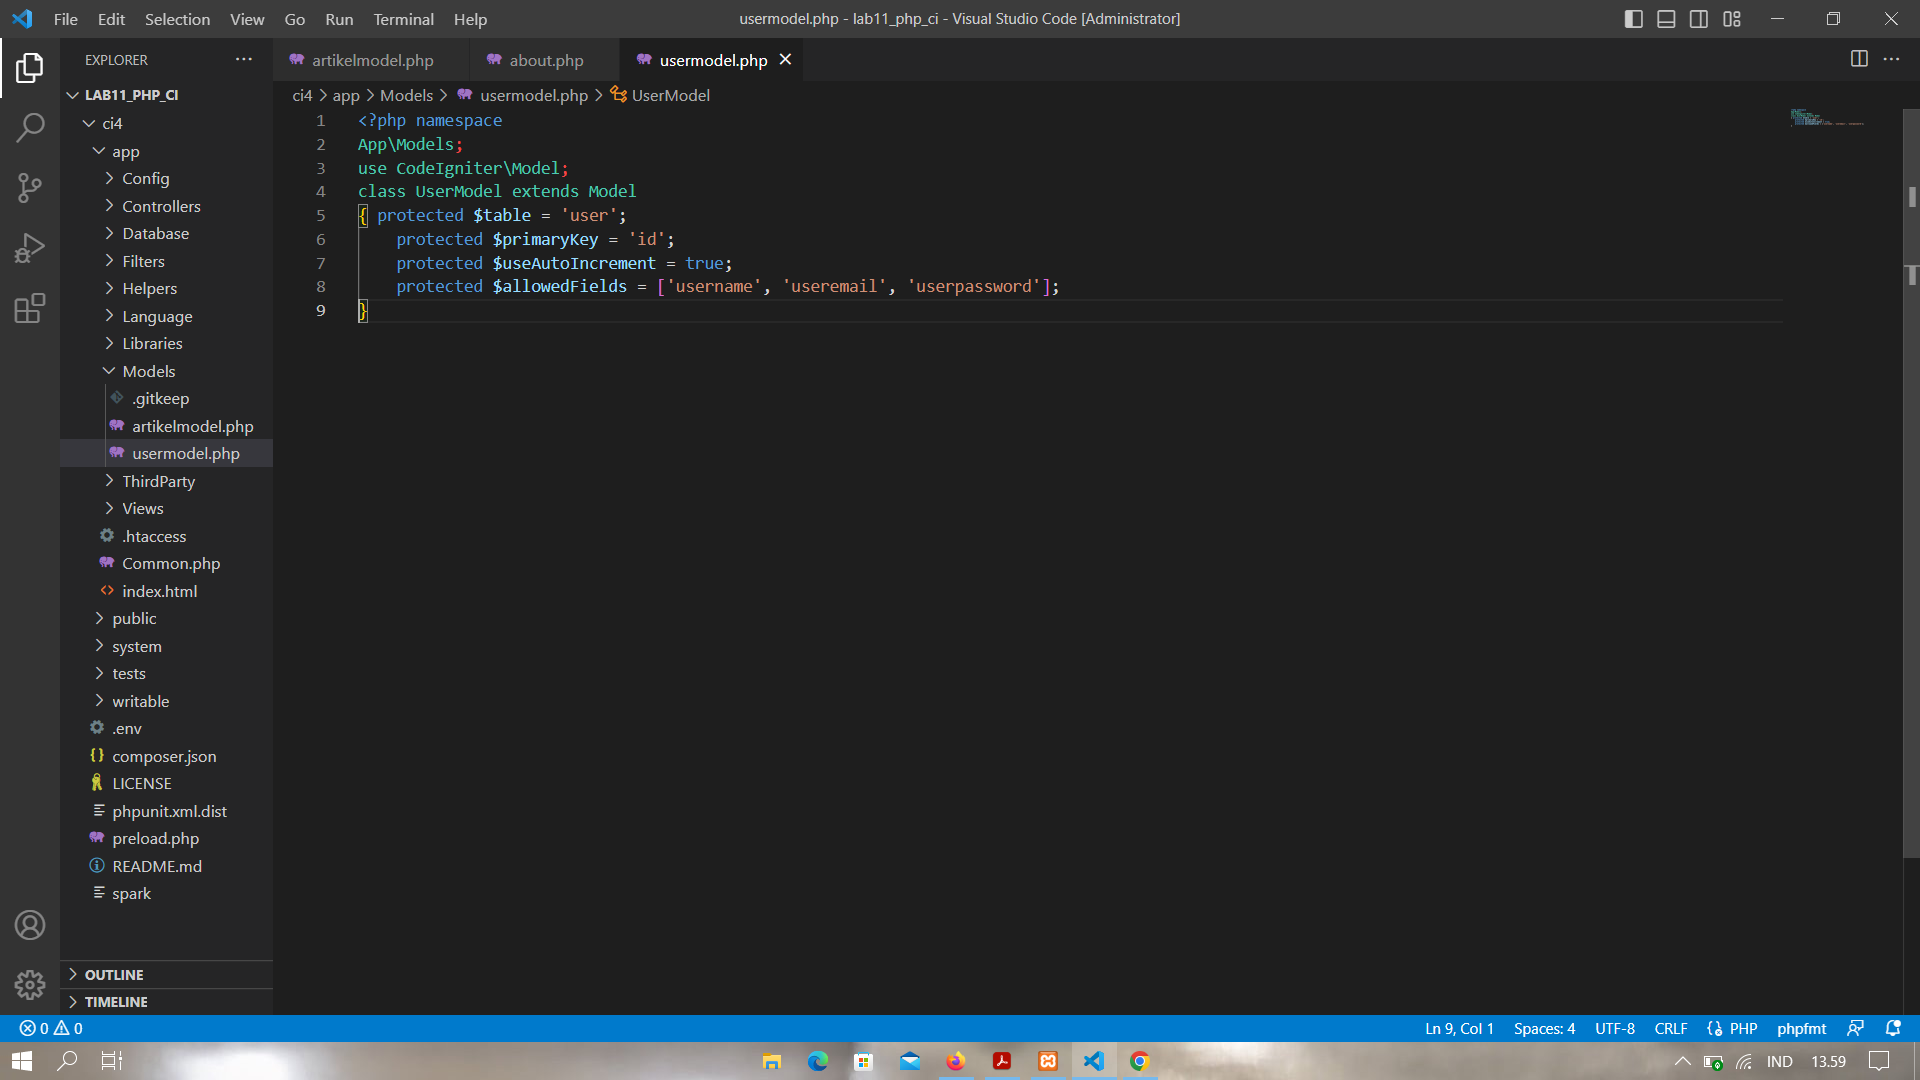 File Edit Selection View Go Run Terminal Help
usermodel.php - lab11_php_ci - Visual Studio Code [Administrator]
EXPLORER
LAB11_PHP_CI
ci4
app
Config
Controllers
Database
Filters
Helpers
Language
Libraries
Models
.gitkeep
artikelmodel.php
usermodel.php
ThirdParty
Views
.htaccess
Common.php
index.html
public
system
tests
writable
.env
composer.json
LICENSE
phpunit.xml.dist
preload.php
README.md
spark
OUTLINE
TIMELINE
artikelmodel.php about.php usermodel.php
ci4 > app > Models > usermodel.php > UserModel
1 <?php namespace
2 App\Models;
3 use CodeIgniter\Model;
4 class UserModel extends Model
5 { protected $table = 'user';
6 protected $primaryKey = 'id';
7 protected $useAutoIncrement = true;
8 protected $allowedFields = ['username', 'useremail', 'userpassword'];
9 }
0 0
Ln 9, Col 1 Spaces: 4 UTF-8 CRLF PHP phpfmt
IND 13.59